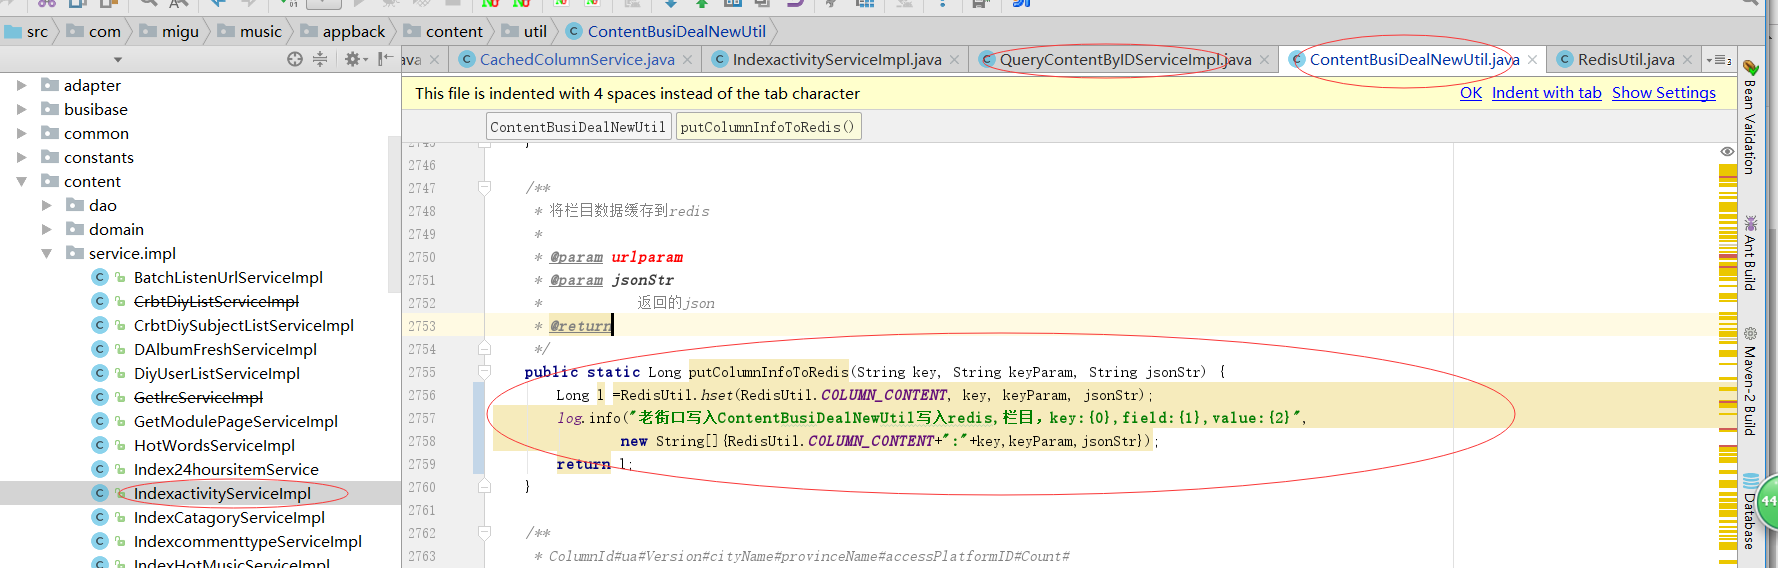 src com migu music appback content util ContentBusiDealNewUtil
ava CachedColumnService.java IndexactivityServiceImpl.java QueryContentByIDServiceImpl.java ContentBusiDealNewUtil.java RedisUtil.java
This file is indented with 4 spaces instead of the tab character OK Indent with tab Show Settings
ContentBusiDealNewUtil putColumnInfoToRedis()
adapter
busibase
common
constants
content
dao
domain
service.impl
BatchListenUrlServiceImpl
CrbtDiyListServiceImpl
CrbtDiySubjectListServiceImpl
DAlbumFreshServiceImpl
DiyUserListServiceImpl
GetlrcServiceImpl
GetModulePageServiceImpl
HotWordsServiceImpl
Index24hoursitemService
IndexactivityServiceImpl
IndexCatagoryServiceImpl
IndexcommenttypeServiceImpl
IndexHotMusicServiceImpl
2745 }
2746
2747 /**
2748 * 将栏目数据缓存到redis
2749 *
2750 * @param urlparam
2751 * @param jsonStr
2752 * 返回的json
2753 * @return
2754 */
2755 public static Long putColumnInfoToRedis(String key, String keyParam, String jsonStr) {
2756 Long l =RedisUtil.hset(RedisUtil.COLUMN_CONTENT, key, keyParam, jsonStr);
2757 log.info("老街口写入ContentBusiDealNewUtil写入redis,栏目，key:{0},field:{1},value:{2}",
2758 new String[]{RedisUtil.COLUMN_CONTENT+":"+key,keyParam,jsonStr});
2759 return l;
2760 }
2761
2762 /**
2763 * ColumnId#ua#Version#cityName#provinceName#accessPlatformID#Count#
Bean Validation
Ant Build
Maven-2 Build
Database
44